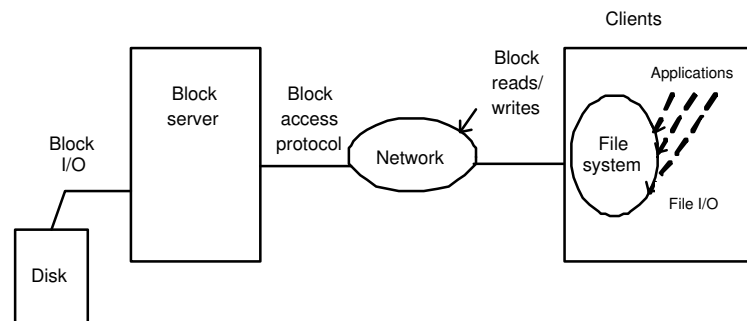 Clients
Block
server
Block
I/O
Disk
Block
access
protocol
Network
Block
reads/
writes
Applications
File
system
File I/O